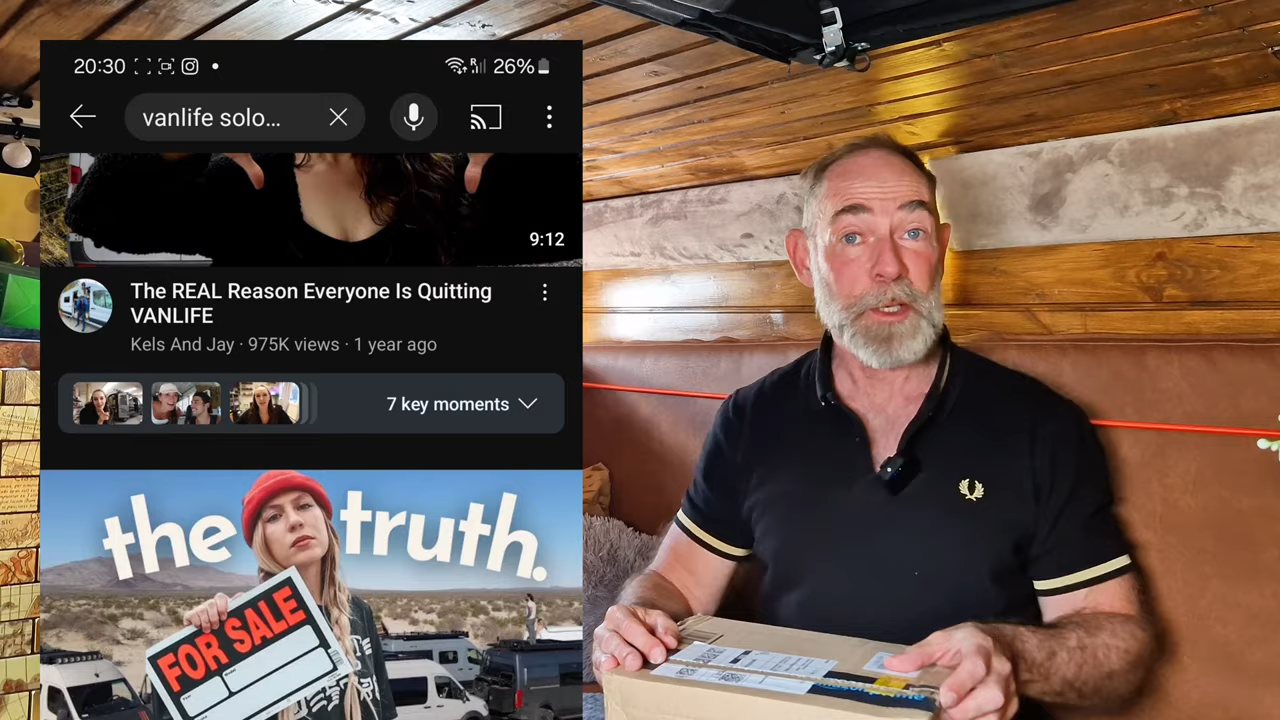 20:30
26%
vanlife solo...
9:12
The REAL Reason Everyone Is Quitting
VANLIFE
Kels And Jay · 975K views · 1 year ago
7 key moments
the truth.
FOR SALE